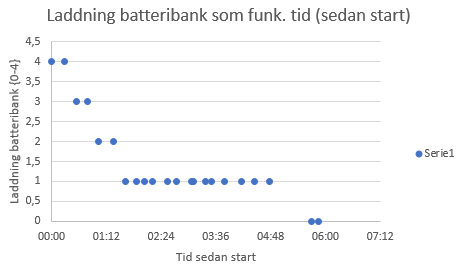 Laddning batteribank som funk. tid (sedan start)
Laddning batteribank {0-4}
4,5
4
3,5
3
2,5
2
1,5
1
0,5
0
00:00 01:12 02:24 03:36 04:48 06:00 07:12
Tid sedan start
Serie1